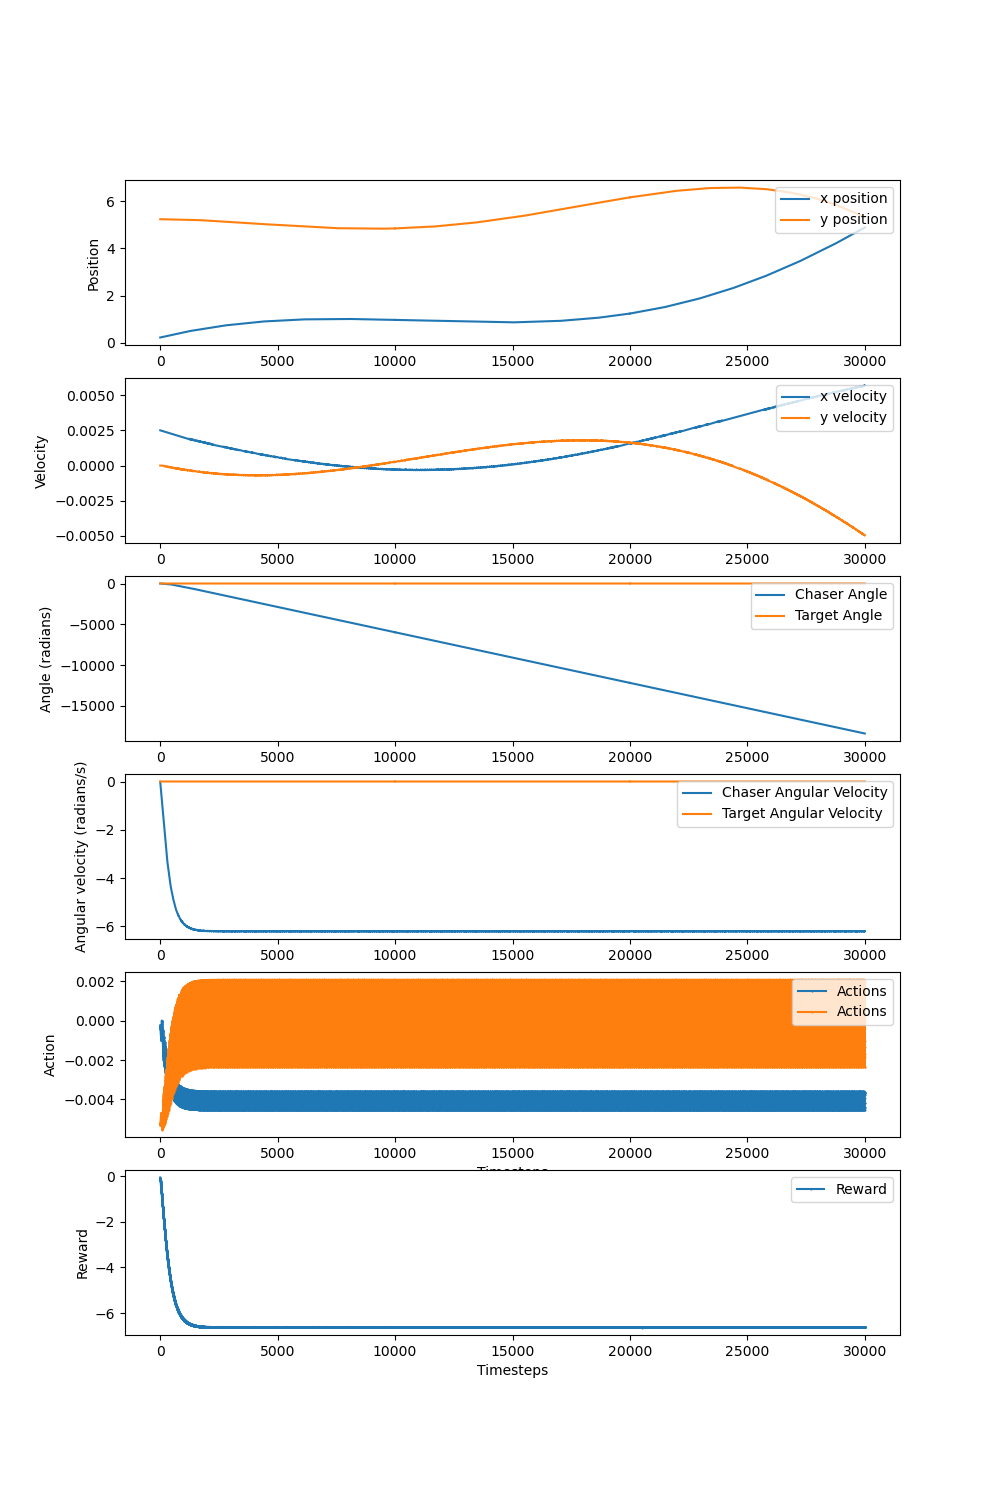 6
4
2
0
Position
x position
y position
0 5000 10000 15000 20000 25000 30000
0.0050
0.0025
0.0000
−0.0025
−0.0050
Velocity
x velocity
y velocity
0 5000 10000 15000 20000 25000 30000
0
−5000
−10000
−15000
Angle (radians)
Chaser Angle
Target Angle
0 5000 10000 15000 20000 25000 30000
0
−2
−4
−6
Angular velocity (radians/s)
Chaser Angular Velocity
Target Angular Velocity
0 5000 10000 15000 20000 25000 30000
0.002
0.000
−0.002
−0.004
Action
Actions
Actions
0 5000 10000 15000 20000 25000 30000
Timesteps
0
−2
−4
−6
Reward
Reward
0 5000 10000 15000 20000 25000 30000
Timesteps